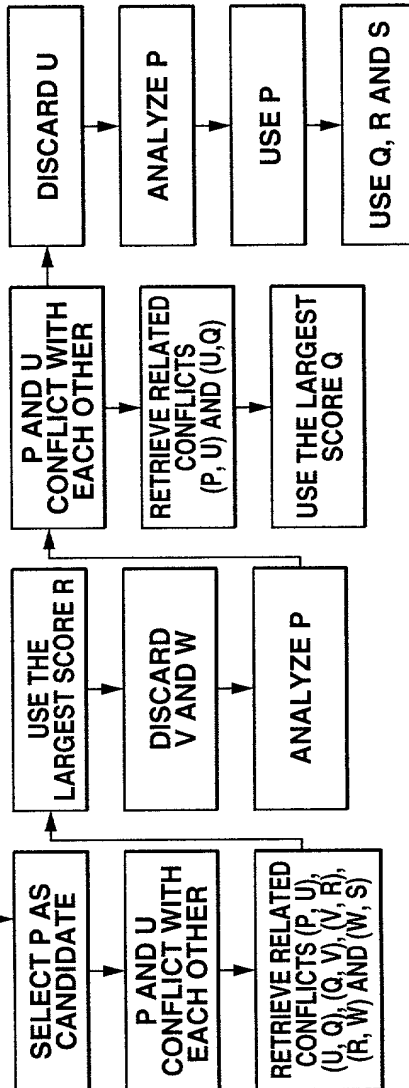 SELECT P AS
CANDIDATE
P AND U
CONFLICT WITH
EACH OTHER
RETRIEVE RELATED
CONFLICTS (P, U),
(U, Q), (Q, V), (V, R),
(R, W) AND (W, S)
USE THE
LARGEST SCORE R
DISCARD
V AND W
ANALYZE P
P AND U
CONFLICT WITH
EACH OTHER
RETRIEVE RELATED
CONFLICTS
(P, U) AND (U,Q)
USE THE LARGEST
SCORE Q
DISCARD U
ANALYZE P
USE P
USE Q, R AND S